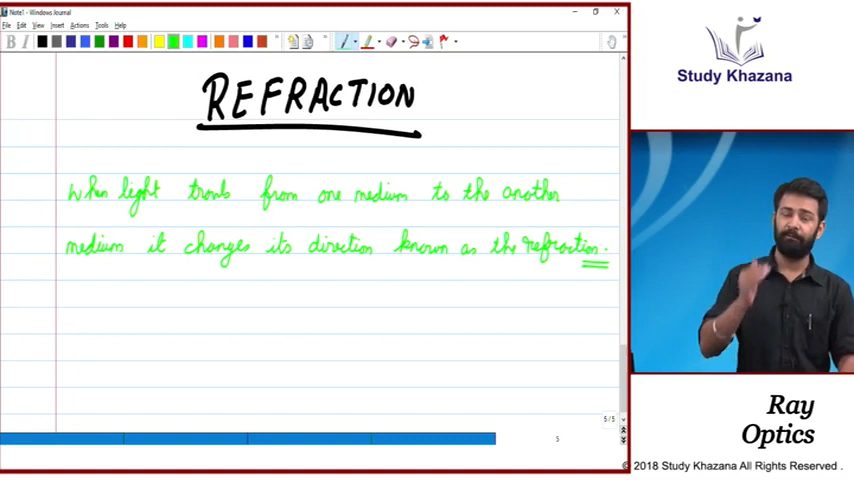 Note1 - Windows Journal
File Edit View Insert Actions Tools Help
B I
Study Khazana
REFRACTION
When light travels from one medium to the another
medium it changes its direction known as the refraction.
5/5
5
Ray
Optics
© 2018 Study Khazana All Rights Reserved .